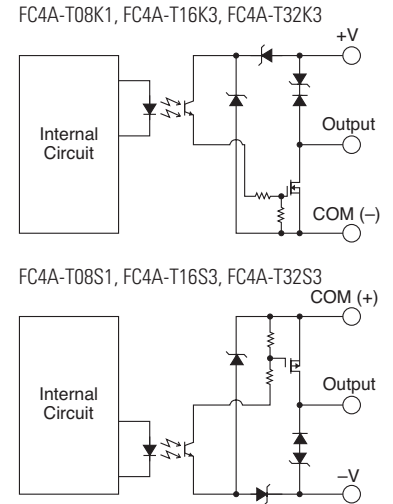 FC4A-T08K1, FC4A-T16K3, FC4A-T32K3
+V
Internal
Circuit
Output
COM (–)
FC4A-T08S1, FC4A-T16S3, FC4A-T32S3
COM (+)
Internal
Circuit
Output
–V